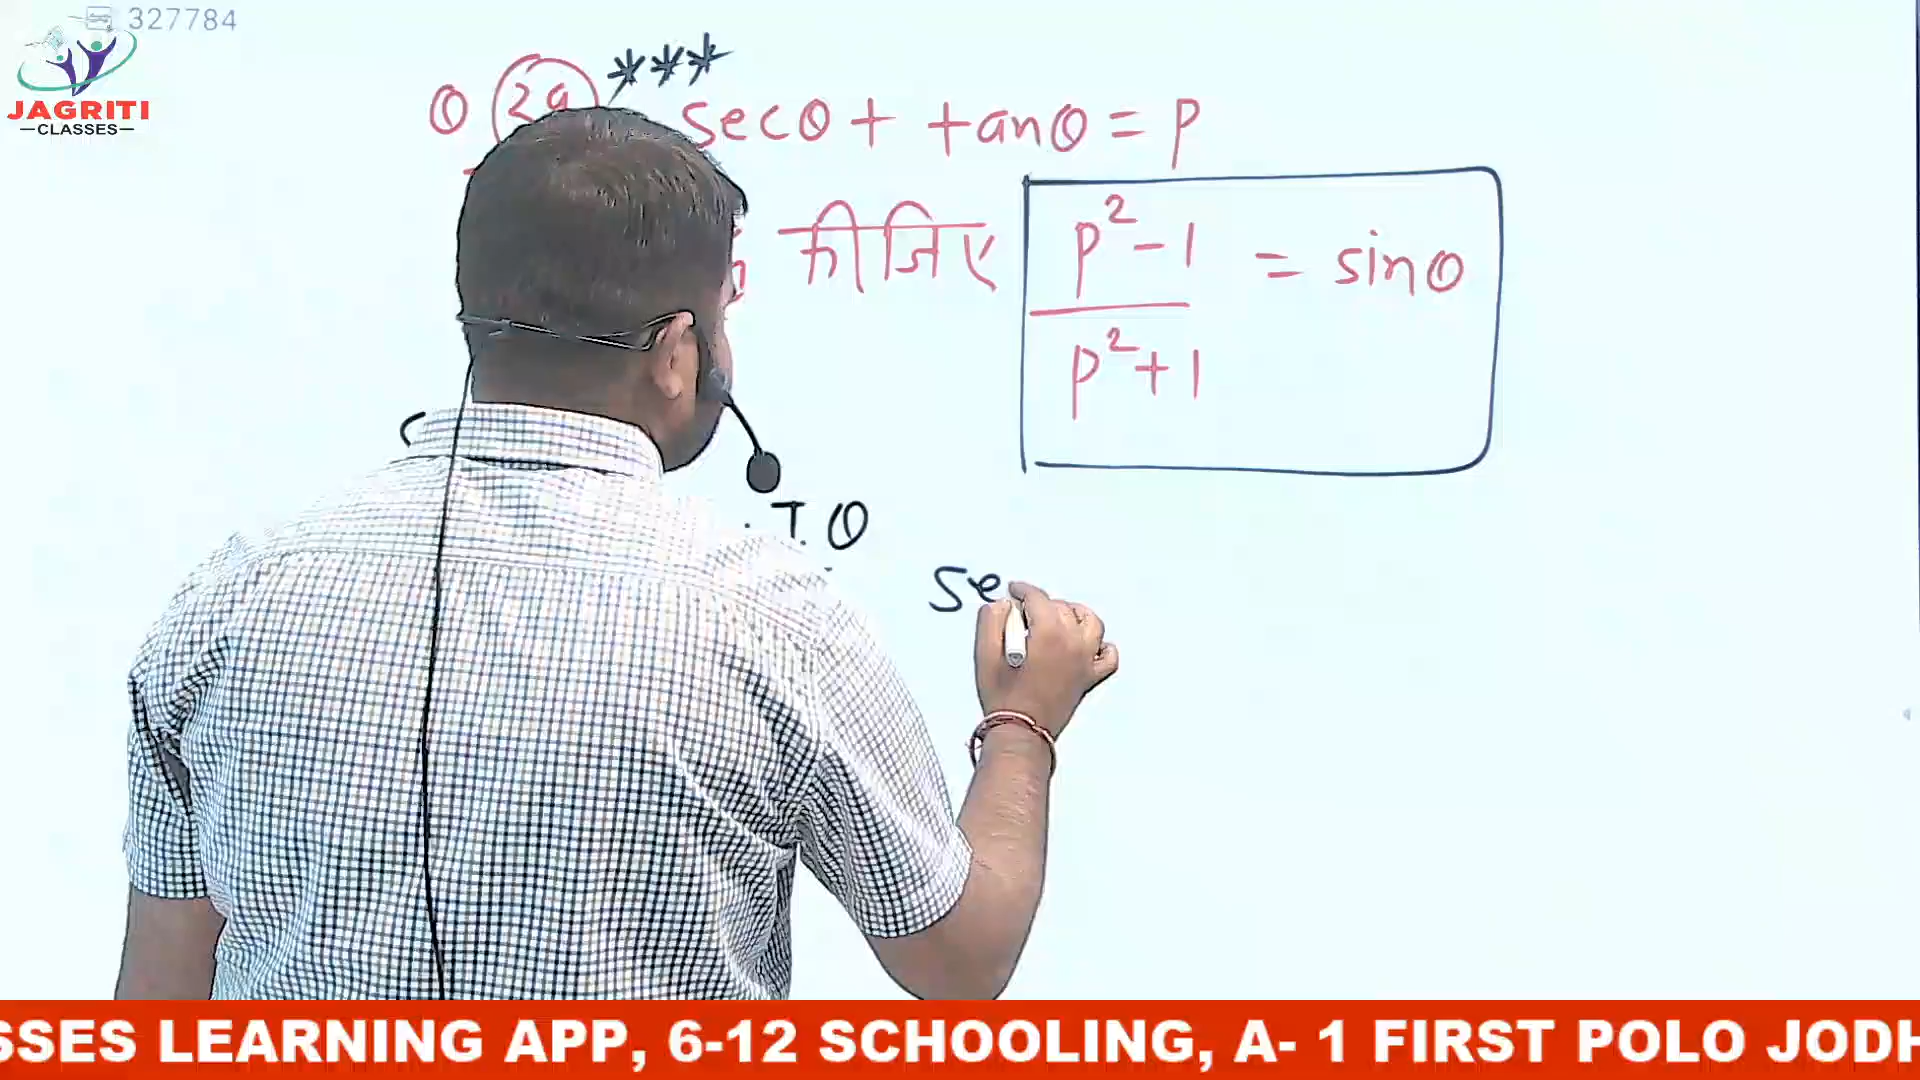 327784
JAGRITI
CLASSES
Q 29 *** secθ + tanθ = p
कीजिए p²-1 / p²+1 = sinθ
T.Q
se
SSES LEARNING APP, 6-12 SCHOOLING, A- 1 FIRST POLO JODH